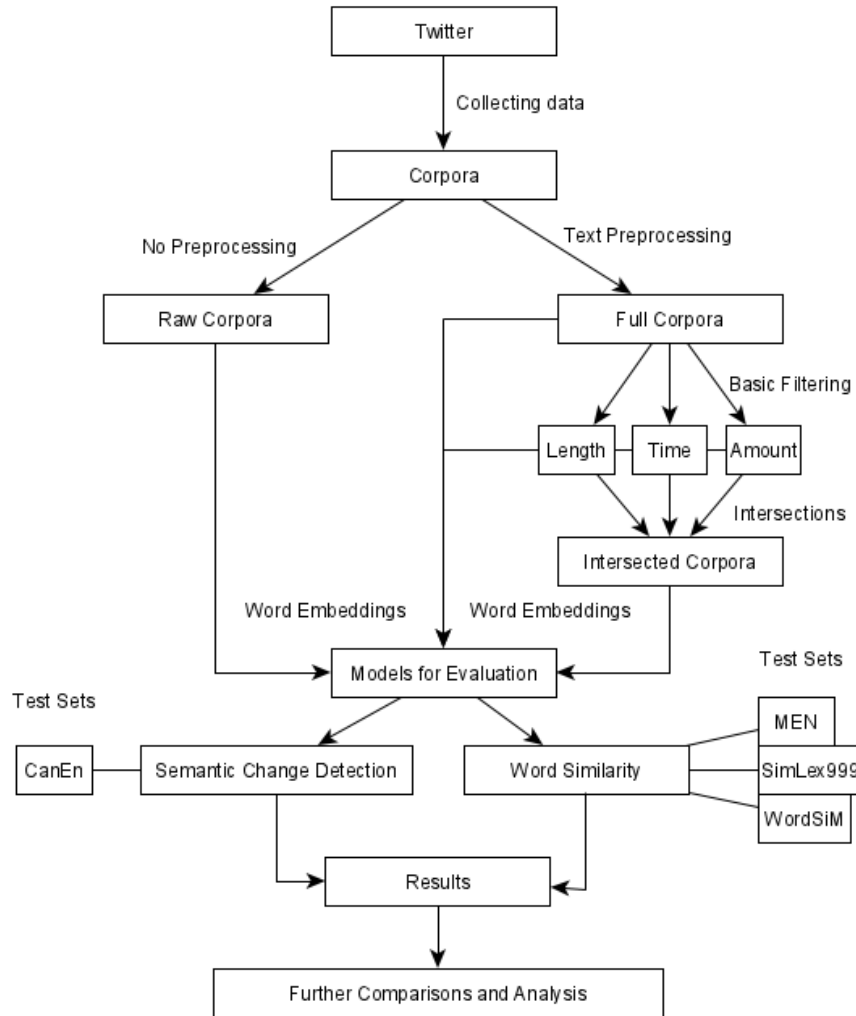 Twitter
Collecting data
Corpora
No Preprocessing
Text Preprocessing
Raw Corpora
Full Corpora
Basic Filtering
Length
Time
Amount
Intersections
Intersected Corpora
Word Embeddings
Word Embeddings
Models for Evaluation
Test Sets
Test Sets
CanEn
Semantic Change Detection
Word Similarity
MEN
SimLex999
WordSiM
Results
Further Comparisons and Analysis